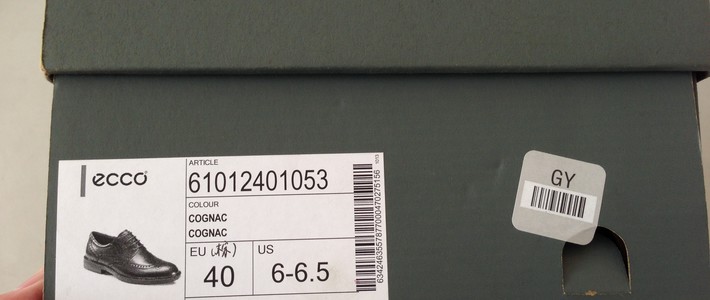 ecco
ARTICLE
61012401053
COLOUR
COGNAC
COGNAC
EU
US
40
6-6.5
GY